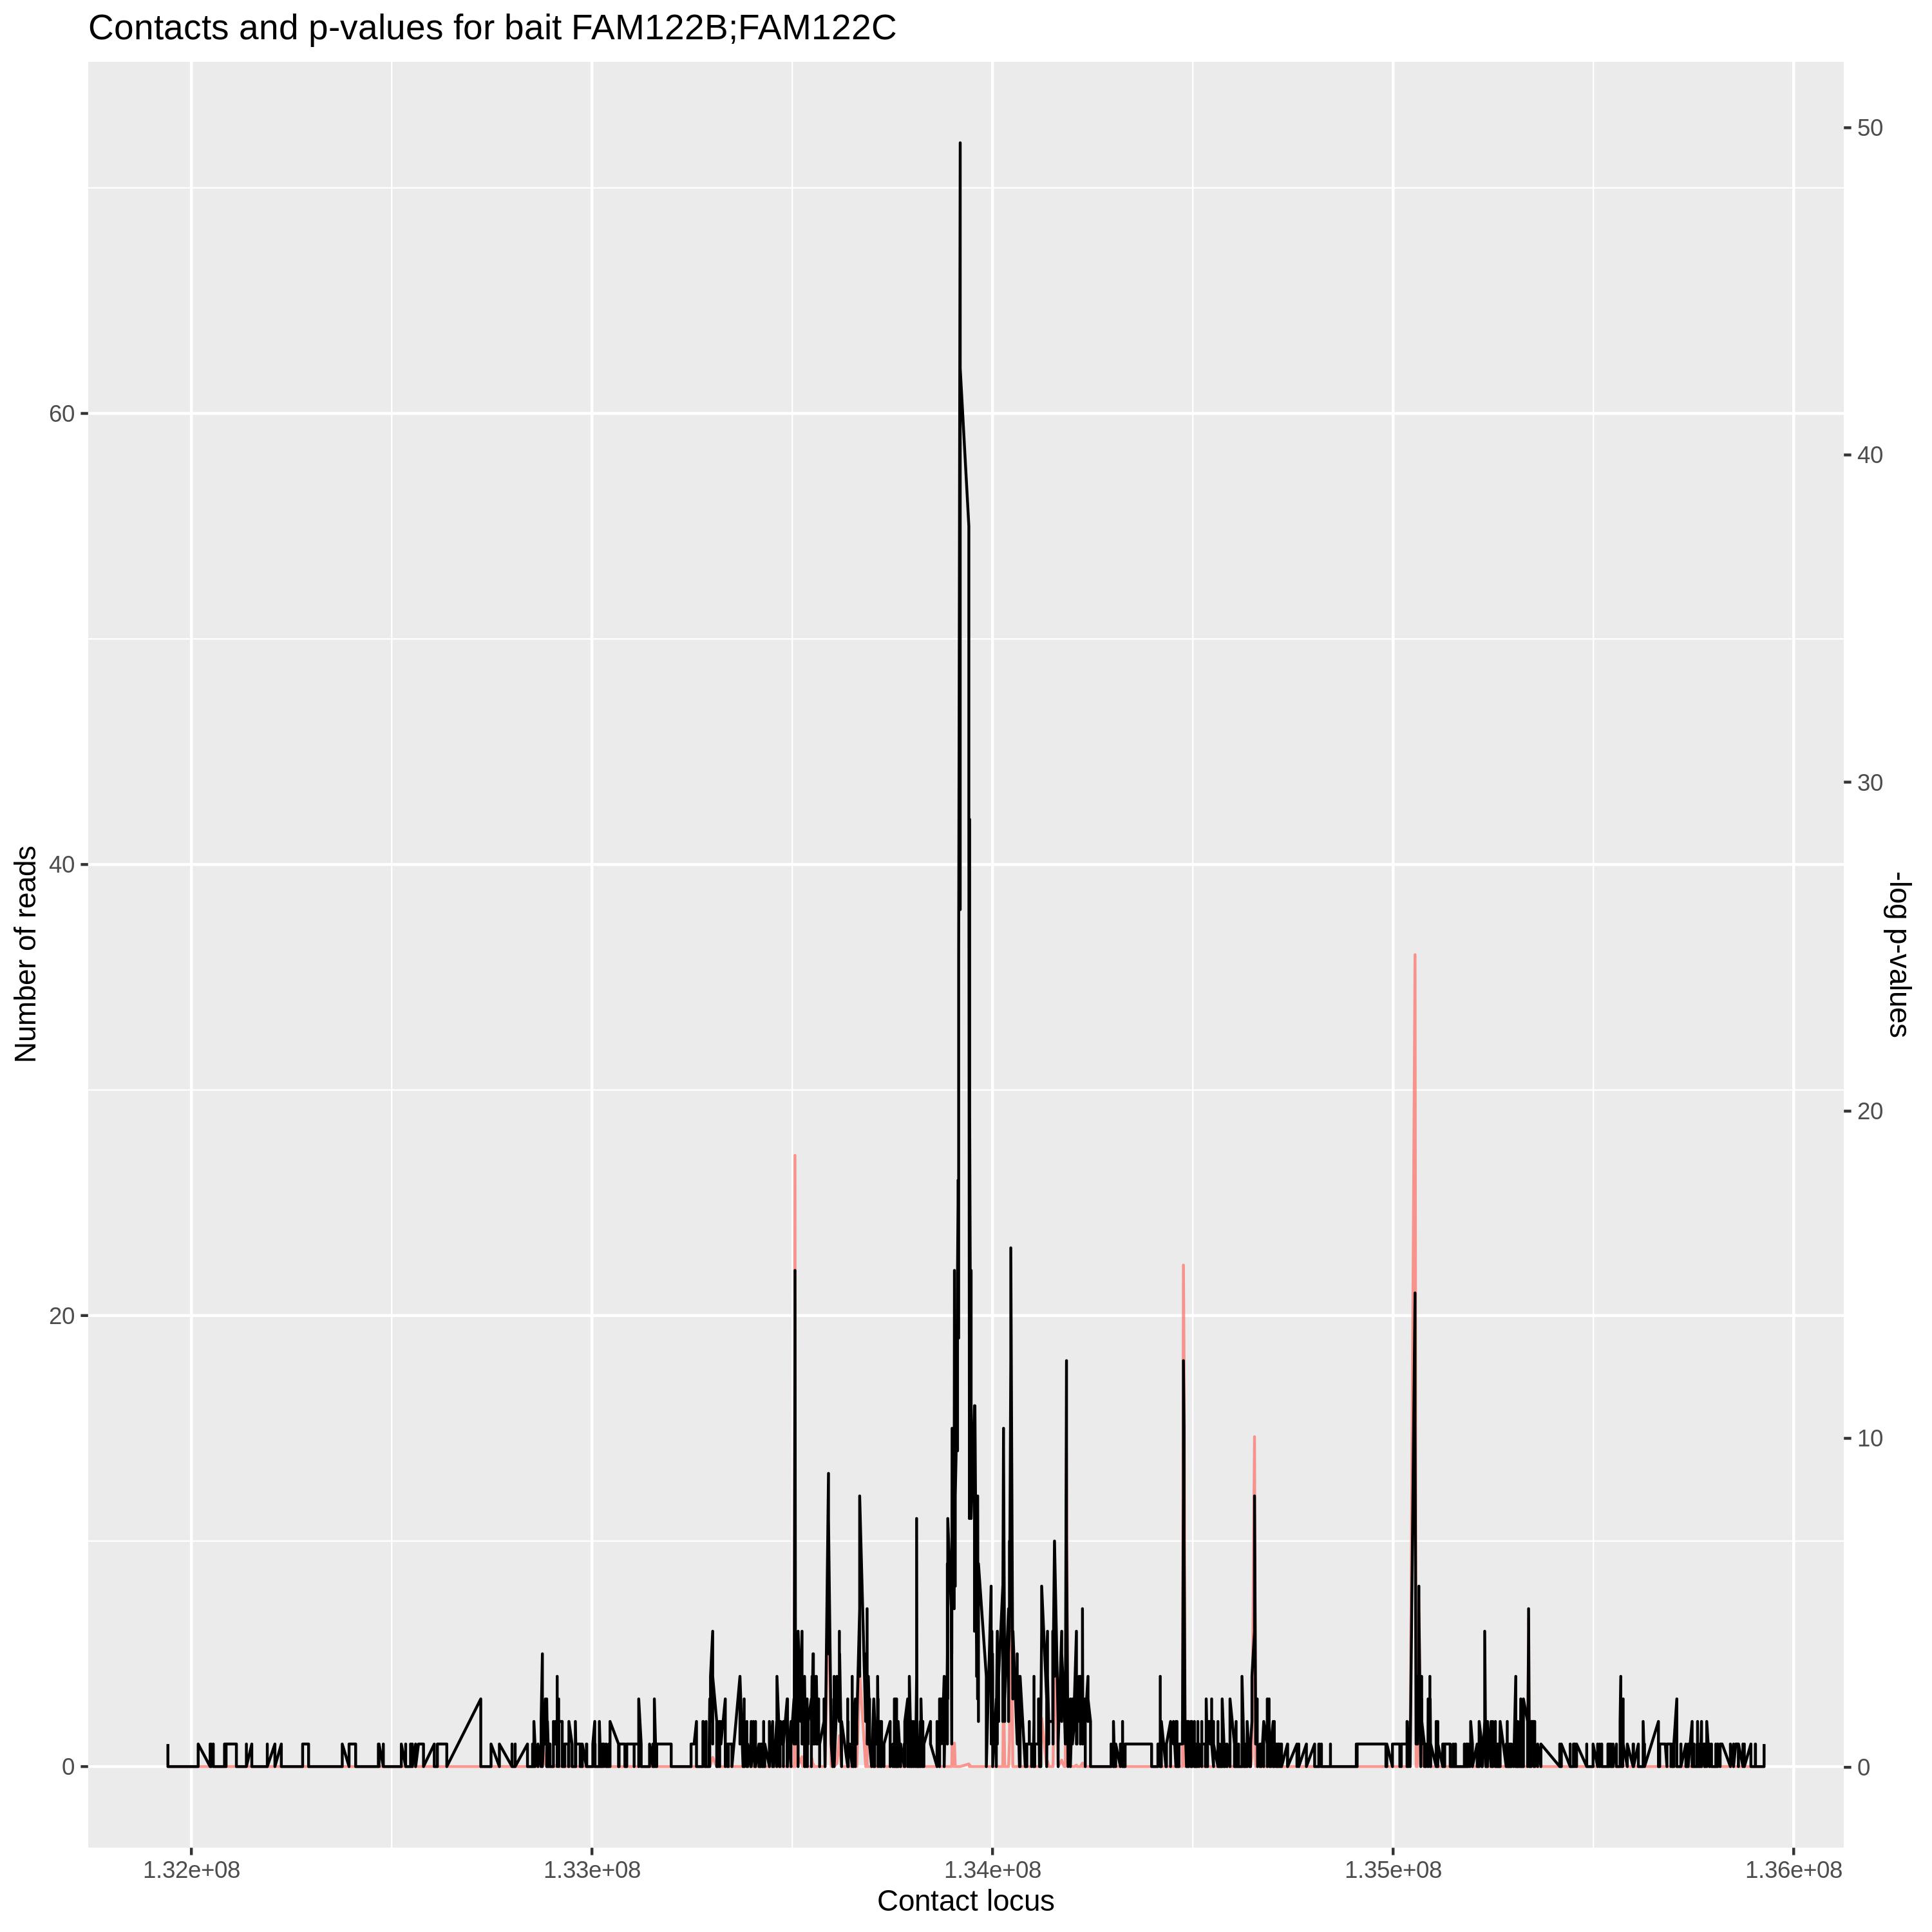 Contacts and p-values for bait FAM122B;FAM122C
Number of reads
60
40
20
0
50
40
30
20
10
0
-log p-values
1.32e+08 1.33e+08 1.34e+08 1.35e+08 1.36e+08
Contact locus